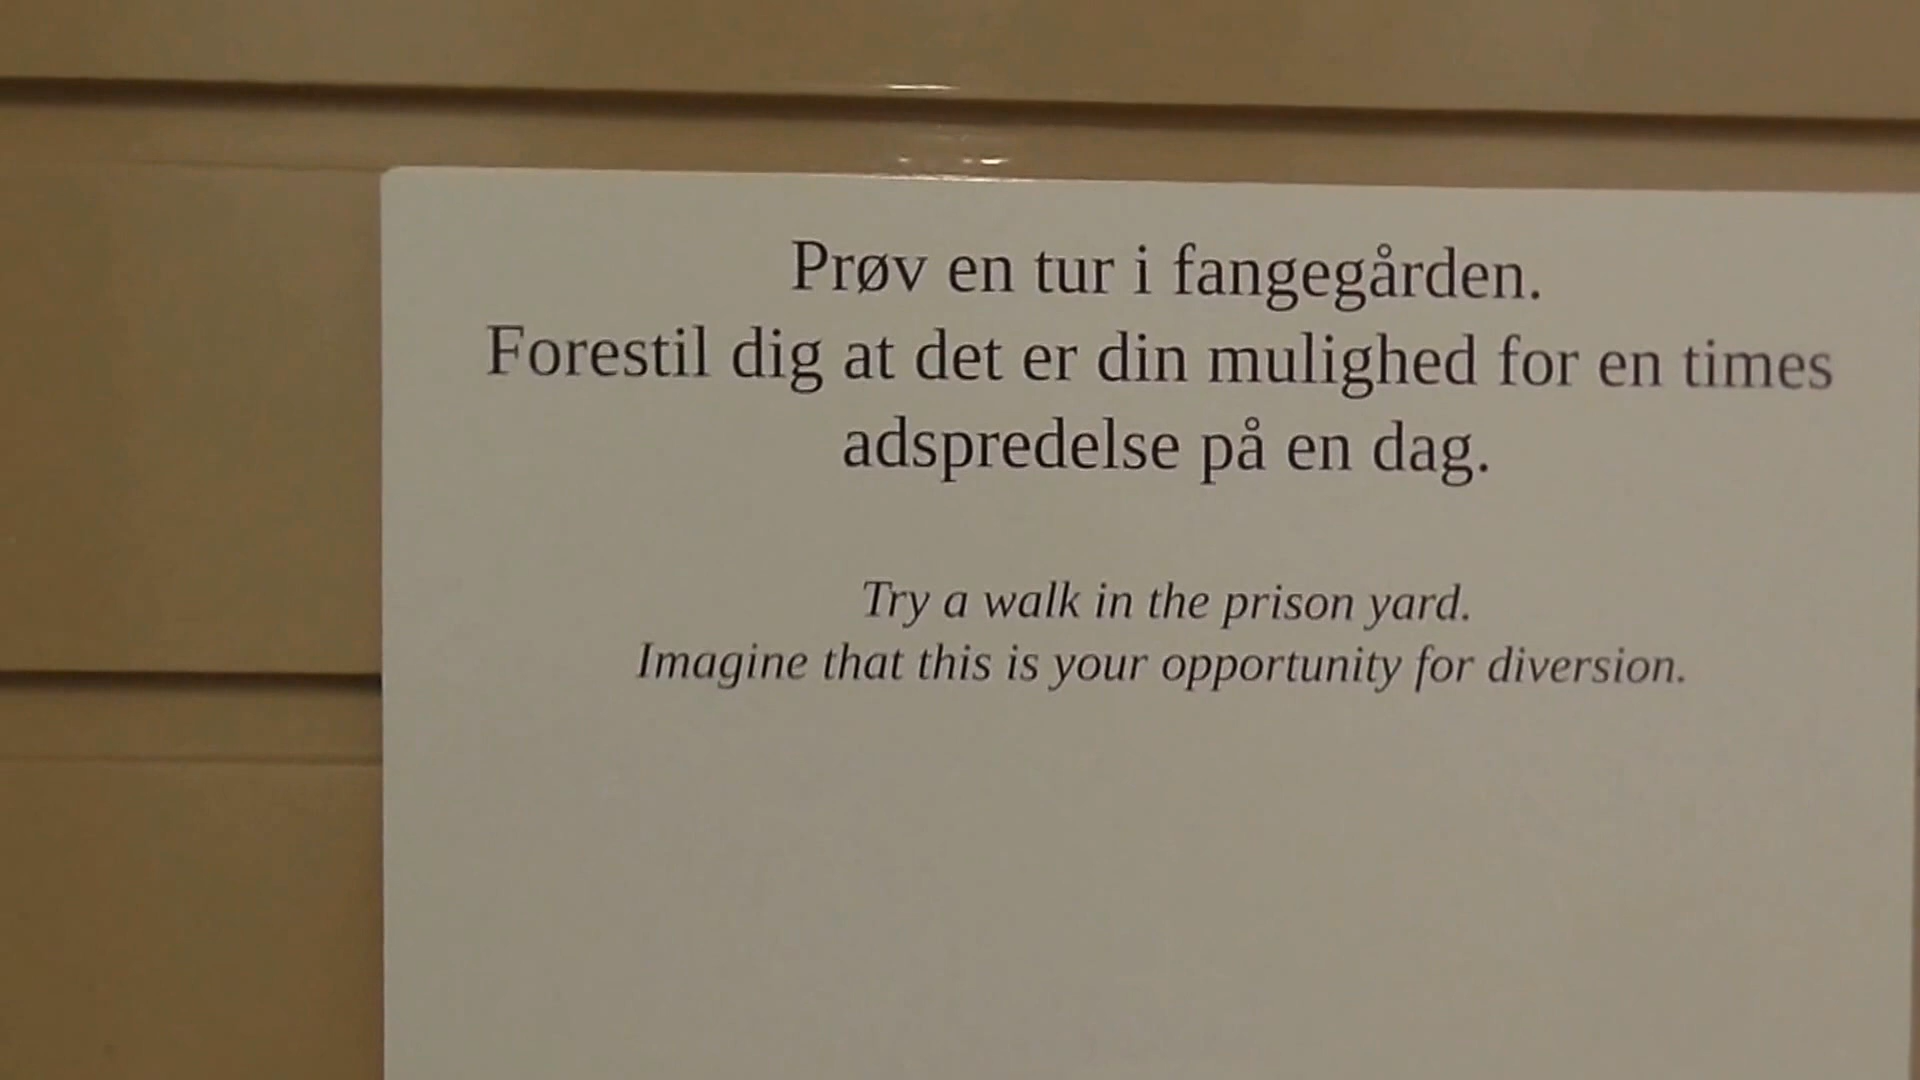 Prøv en tur i fangegården.
Forestil dig at det er din mulighed for en times
adspredelse på en dag.
Try a walk in the prison yard.
Imagine that this is your opportunity for diversion.